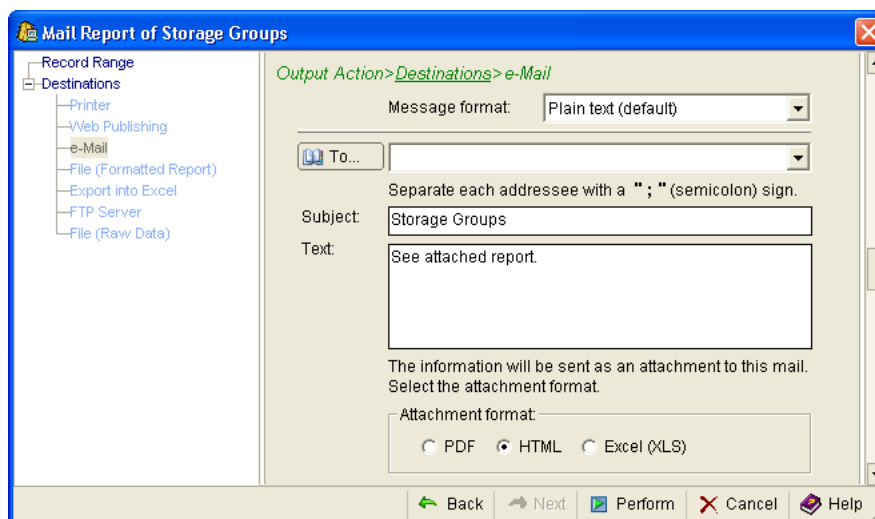 Mail Report of Storage Groups
Record Range
Destinations
Printer
Web Publishing
e-Mail
File (Formatted Report)
Export into Excel
FTP Server
File (Raw Data)
Output Action>Destinations>e-Mail
Message format: Plain text (default)
To...
Separate each addressee with a " ; " (semicolon) sign.
Subject: Storage Groups
Text: See attached report.
The information will be sent as an attachment to this mail.
Select the attachment format.
Attachment format:
PDF HTML Excel (XLS)
Back Next Perform Cancel Help